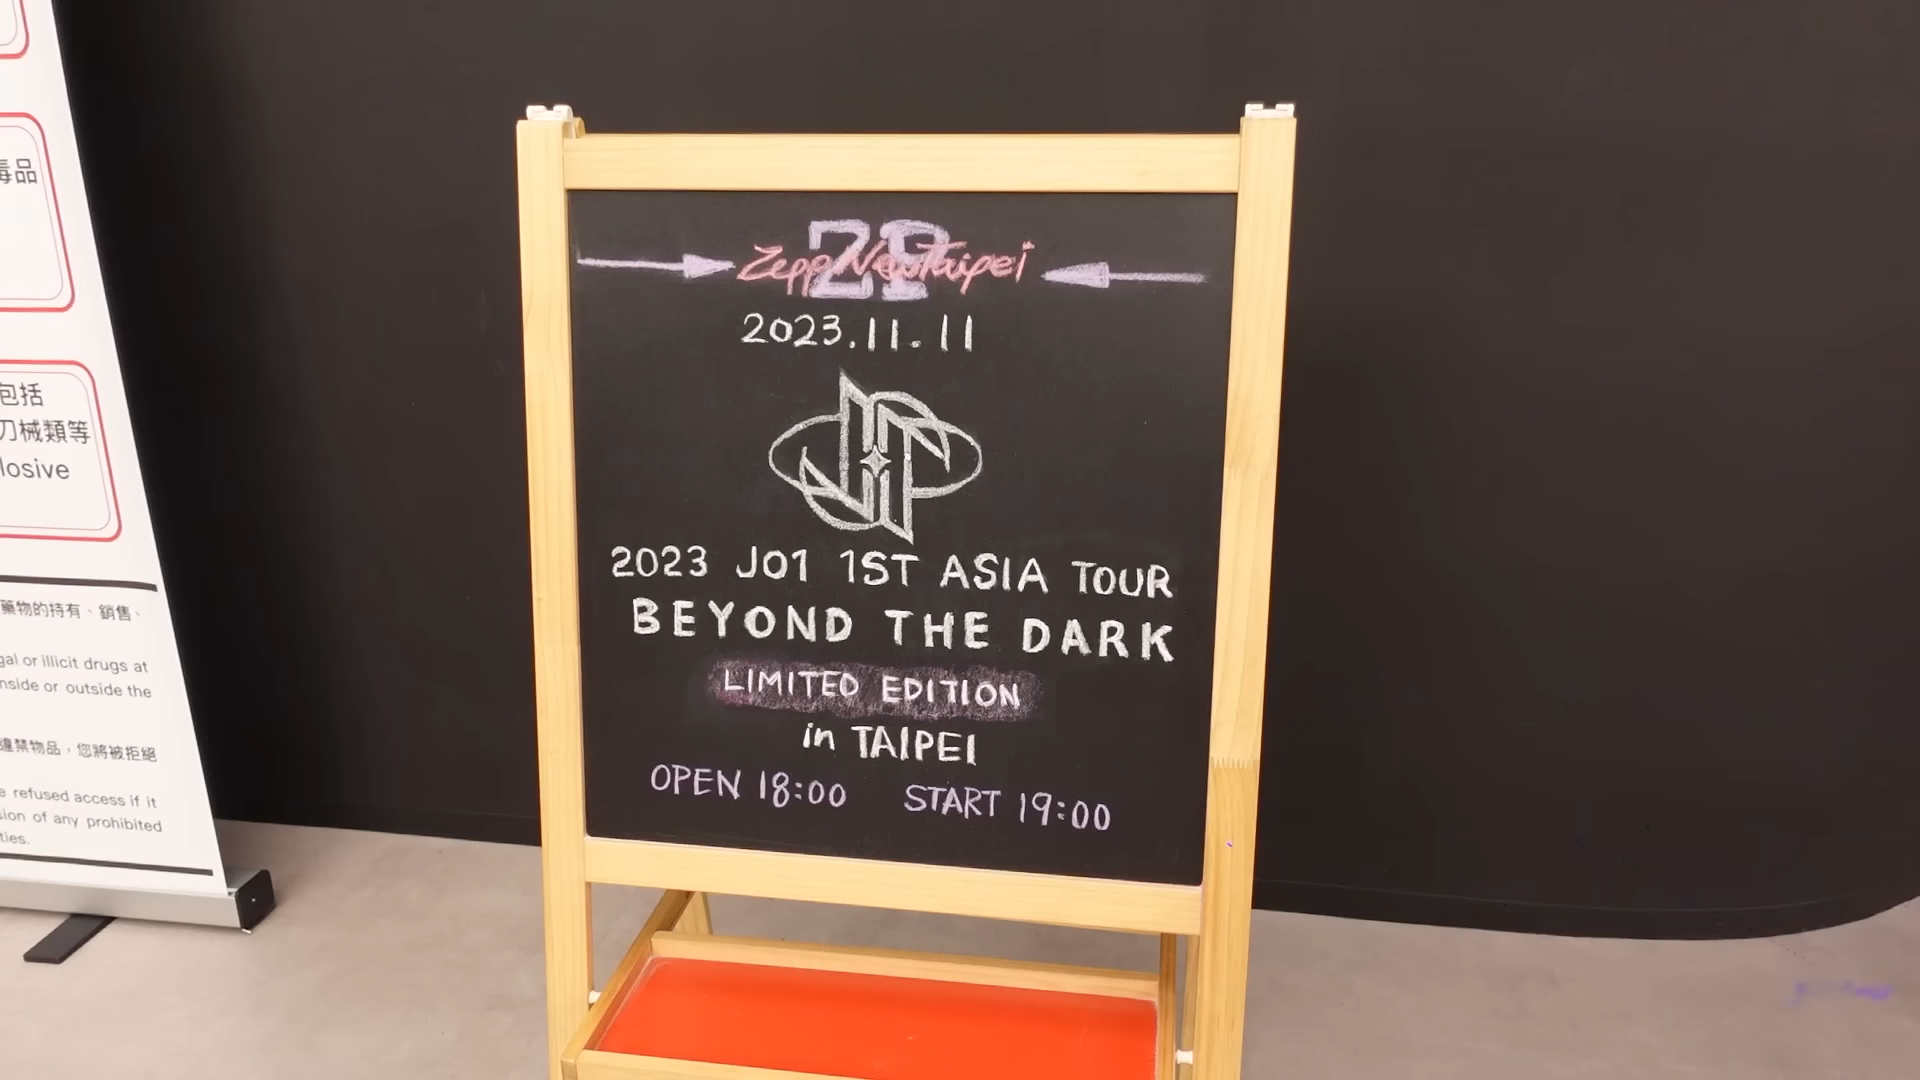 ZP
Zepp New Taipei
2023.11.11
2023 JO1 1ST ASIA TOUR
BEYOND THE DARK
LIMITED EDITION
in TAIPEI
OPEN 18:00 START 19:00
毒品
包括
刀械類等
losive
藥物的持有、銷售、
gal or illicit drugs at
nside or outside the
違禁物品，您將被拒絕
e refused access if it
sion of any prohibited
ties.